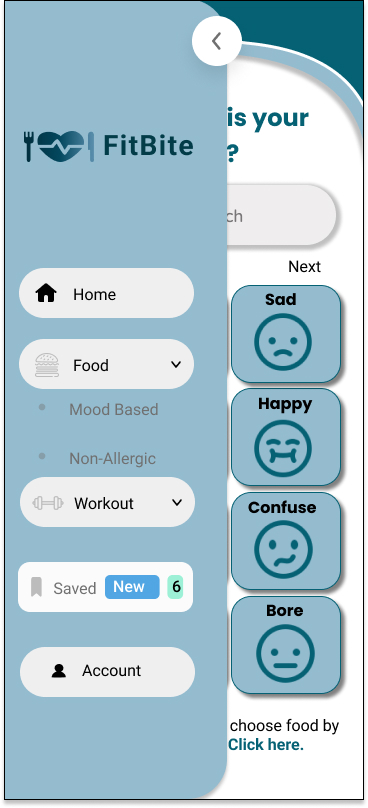 is your
?
FitBite
ch
Next
Home
Food
Mood Based
Non-Allergic
Workout
Saved New 6
Account
Sad
Happy
Confuse
Bore
choose food by
Click here.